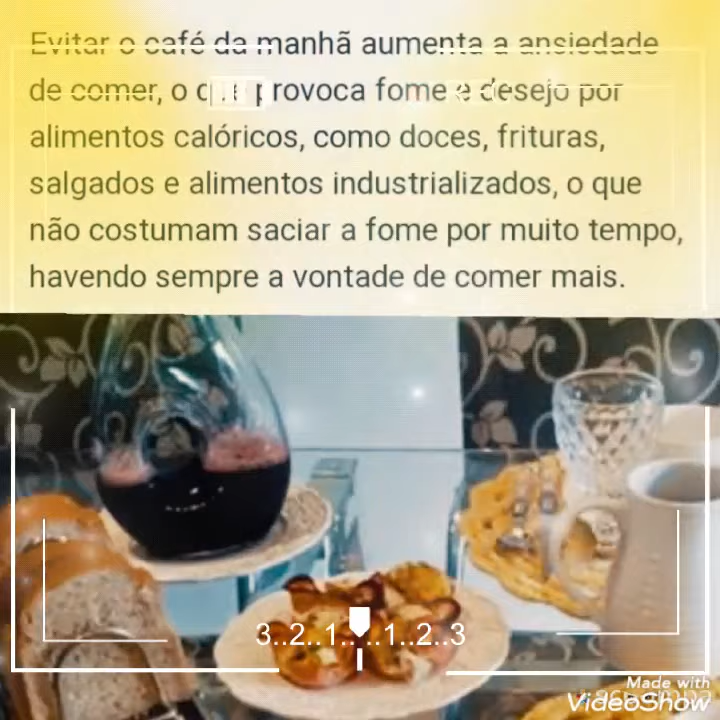 Evitar o café da manhã aumenta a ansiedade
de comer, o que provoca fome e desejo por
alimentos calóricos, como doces, frituras,
salgados e alimentos industrializados, o que
não costumam saciar a fome por muito tempo,
havendo sempre a vontade de comer mais.
3..2..1.. ..1..2..3
Made with
VideoShow